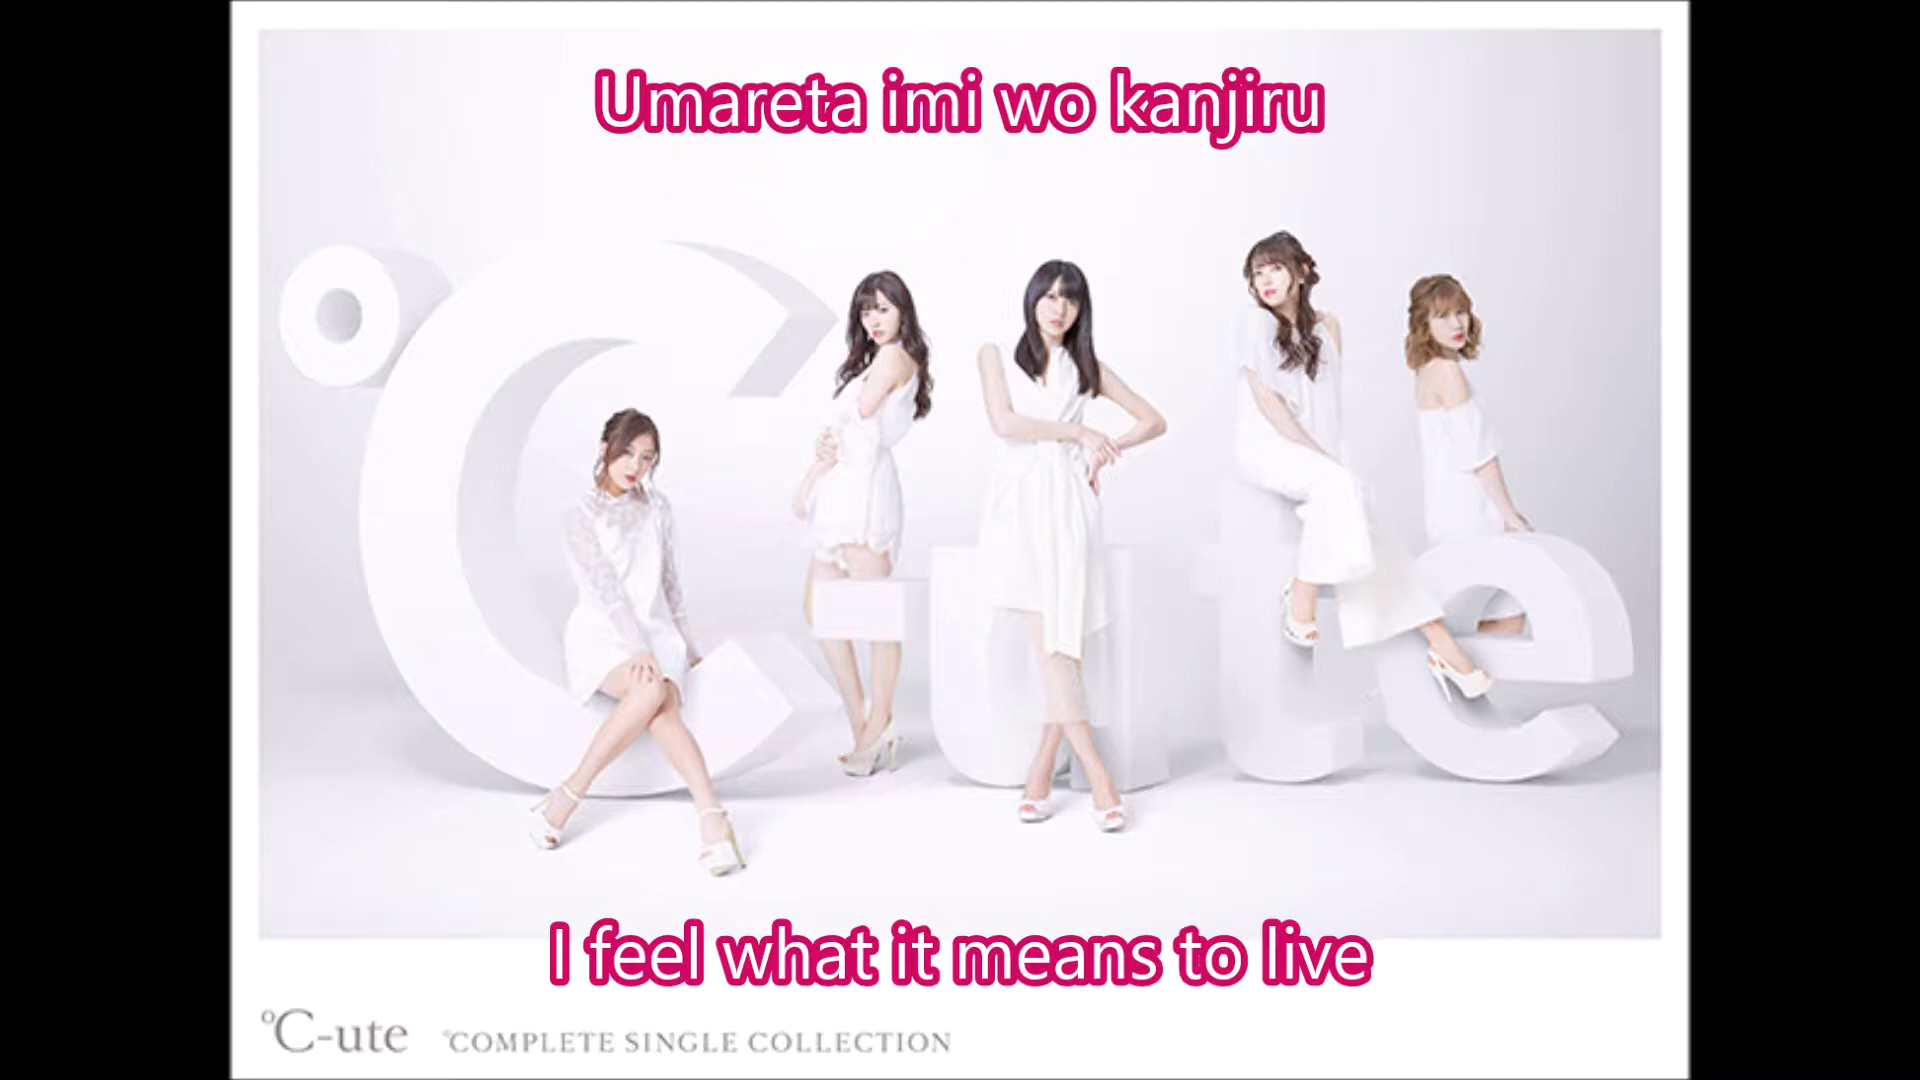 Umareta imi wo kanjiru
°C-ute
I feel what it means to live
°C-ute °COMPLETE SINGLE COLLECTION